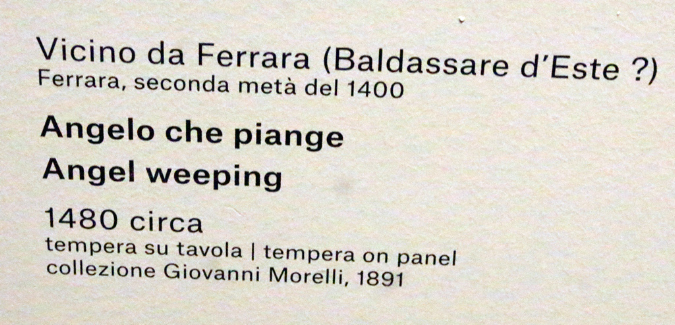 Vicino da Ferrara (Baldassare d'Este ?)
Ferrara, seconda metà del 1400
Angelo che piange
Angel weeping
1480 circa
tempera su tavola | tempera on panel
collezione Giovanni Morelli, 1891